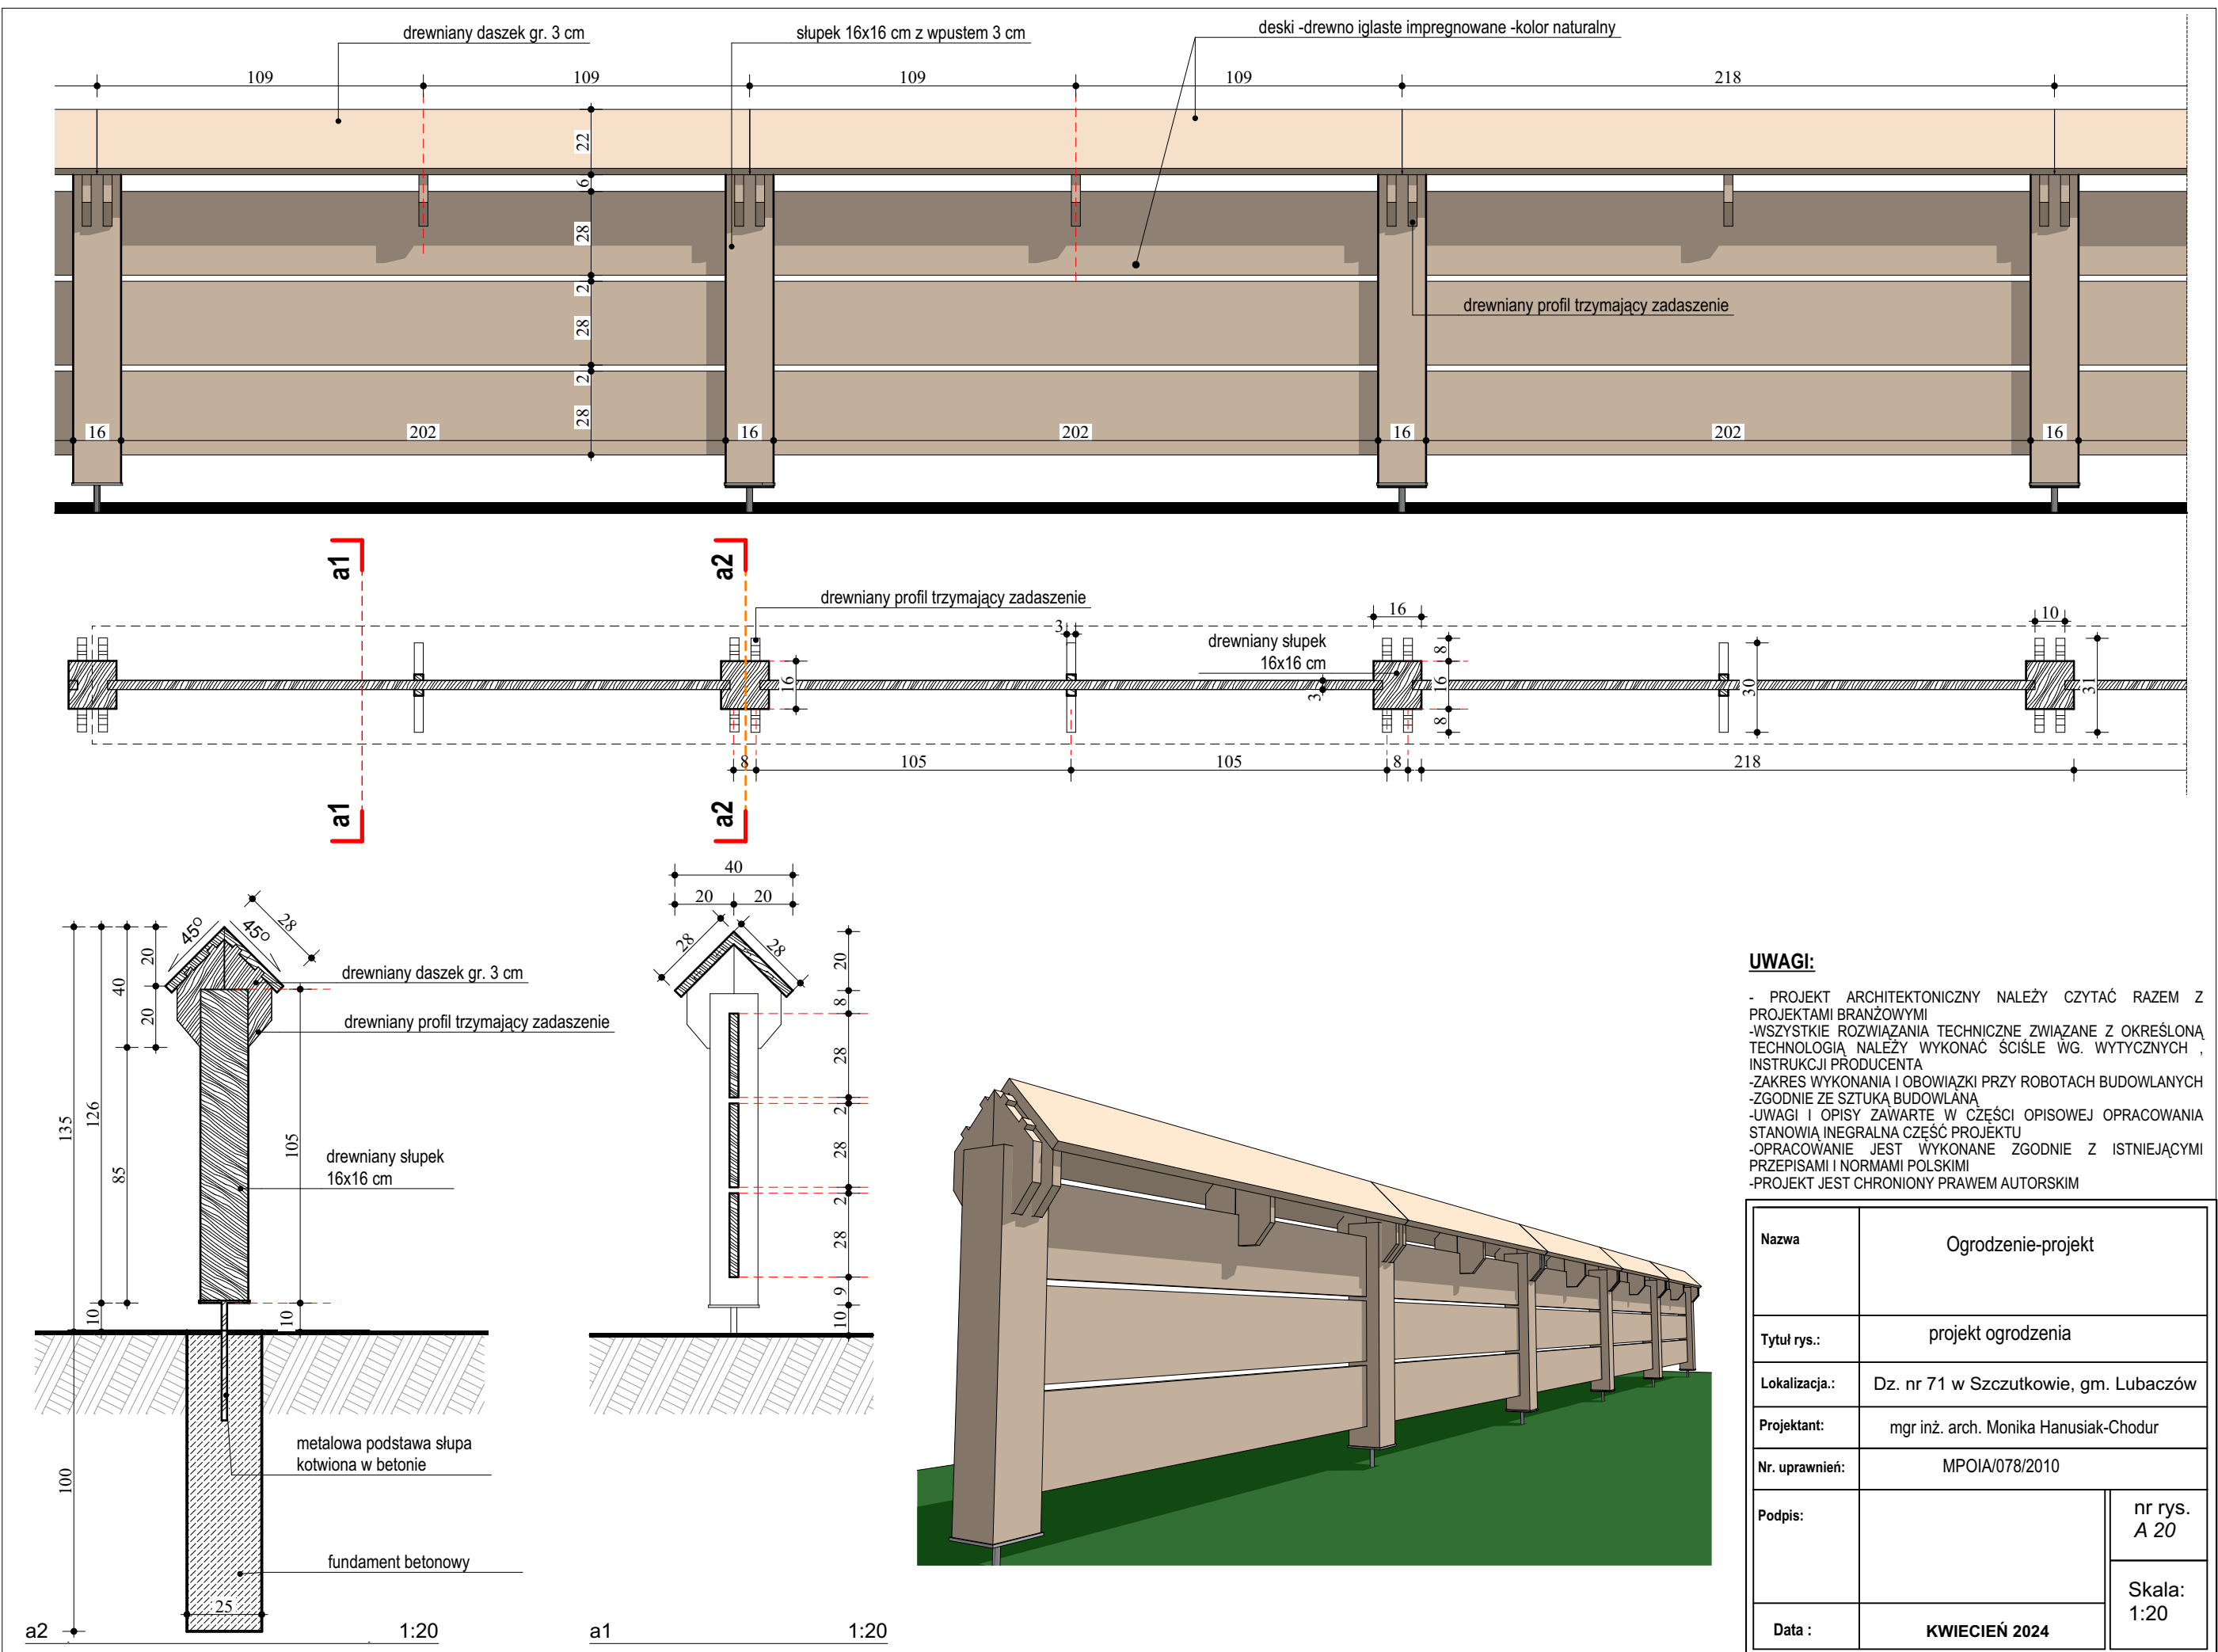 drewniany daszek gr. 3 cm
słupek 16x16 cm z wpustem 3 cm
deski -drewno iglaste impregnowane -kolor naturalny
109
109
109
109
218
22
6
28
2
28
2
28
drewniany profil trzymający zadaszenie
16
202
16
202
16
202
16
a1
a2
drewniany profil trzymający zadaszenie
3
drewniany słupek
16x16 cm
16
10
16
3
8
16
8
30
31
8
105
105
8
218
a1
a2
45°
45°
28
20
40
20
135
126
85
105
10
10
100
drewniany daszek gr. 3 cm
drewniany profil trzymający zadaszenie
drewniany słupek
16x16 cm
metalowa podstawa słupa
kotwiona w betonie
fundament betonowy
25
a2
1:20
40
20
20
28
28
20
8
28
2
28
2
28
9
10
a1
1:20
UWAGI:
- PROJEKT ARCHITEKTONICZNY NALEŻY CZYTAĆ RAZEM Z
PROJEKTAMI BRANŻOWYMI
-WSZYSTKIE ROZWIĄZANIA TECHNICZNE ZWIĄZANE Z OKREŚLONĄ
TECHNOLOGIĄ NALEŻY WYKONAĆ ŚCIŚLE WG. WYTYCZNYCH ,
INSTRUKCJI PRODUCENTA
-ZAKRES WYKONANIA I OBOWIĄZKI PRZY ROBOTACH BUDOWLANYCH
-ZGODNIE ZE SZTUKĄ BUDOWLANĄ
-UWAGI I OPISY ZAWARTE W CZĘŚCI OPISOWEJ OPRACOWANIA
STANOWIĄ INEGRALNA CZĘŚĆ PROJEKTU
-OPRACOWANIE JEST WYKONANE ZGODNIE Z ISTNIEJĄCYMI
PRZEPISAMI I NORMAMI POLSKIMI
-PROJEKT JEST CHRONIONY PRAWEM AUTORSKIM
Nazwa
Ogrodzenie-projekt
Tytuł rys.:
projekt ogrodzenia
Lokalizacja.:
Dz. nr 71 w Szczutkowie, gm. Lubaczów
Projektant:
mgr inż. arch. Monika Hanusiak-Chodur
Nr. uprawnień:
MPOIA/078/2010
Podpis:
nr rys.
A 20
Skala:
1:20
Data :
KWIECIEŃ 2024